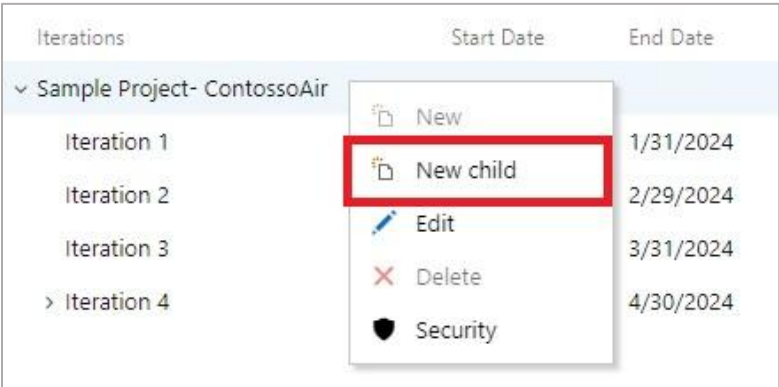 Iterations Start Date End Date
Sample Project- ContossoAir
New
Iteration 1 1/31/2024
New child
Iteration 2 2/29/2024
Edit
Iteration 3 3/31/2024
Delete
Iteration 4 4/30/2024
Security